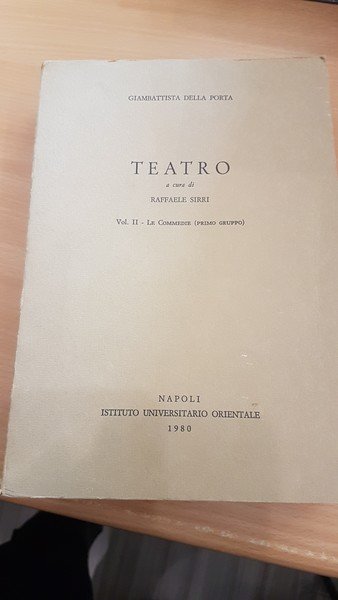 GIAMBATTISTA DELLA PORTA
TEATRO
a cura di
RAFFAELE SIRRI
Vol. II - Le Commedie (primo gruppo)
NAPOLI
ISTITUTO UNIVERSITARIO ORIENTALE
1980